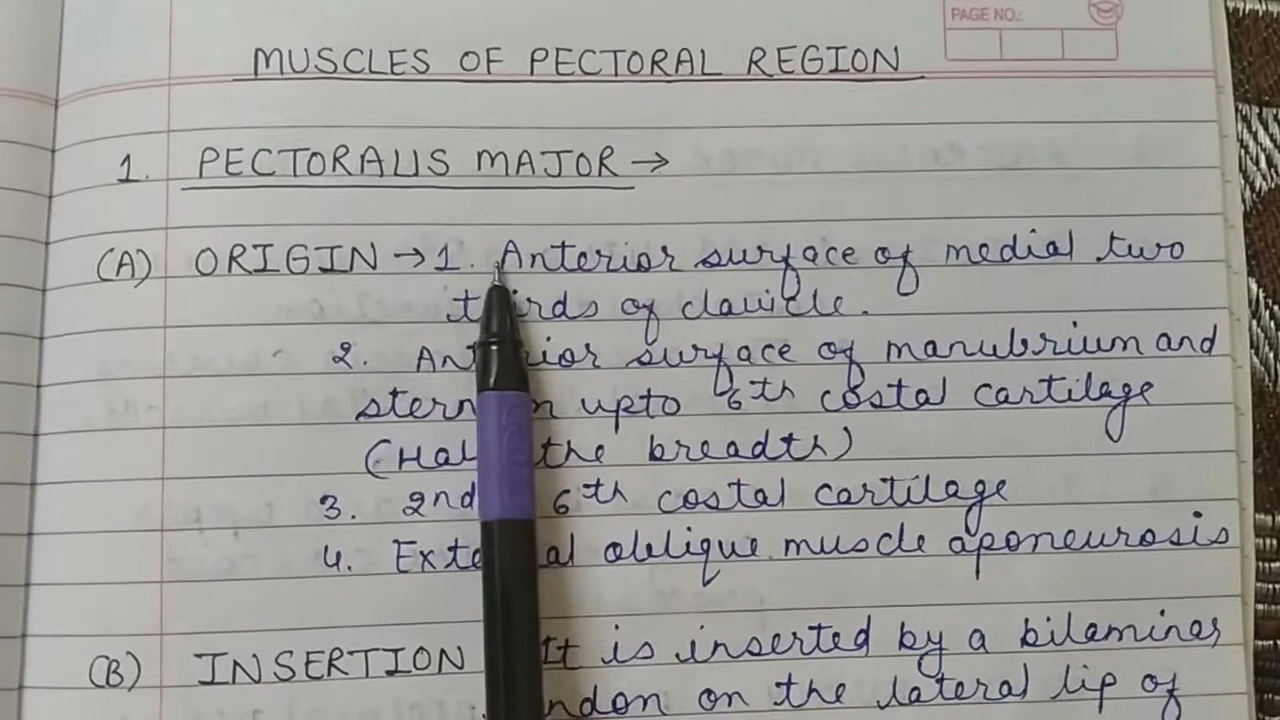 PAGE NO.:
MUSCLES OF PECTORAL REGION
1. PECTORALIS MAJOR →
(A) ORIGIN → 1. Anterior surface of medial two
of clavicle.
2. surface of manubrium and
upto 6th costal cartilage
the breadth)
3. 2nd 6th costal cartilage
4. oblique muscle aponeurosis
(B) INSERTION It is inserted by a bilaminar
on the lateral lip of